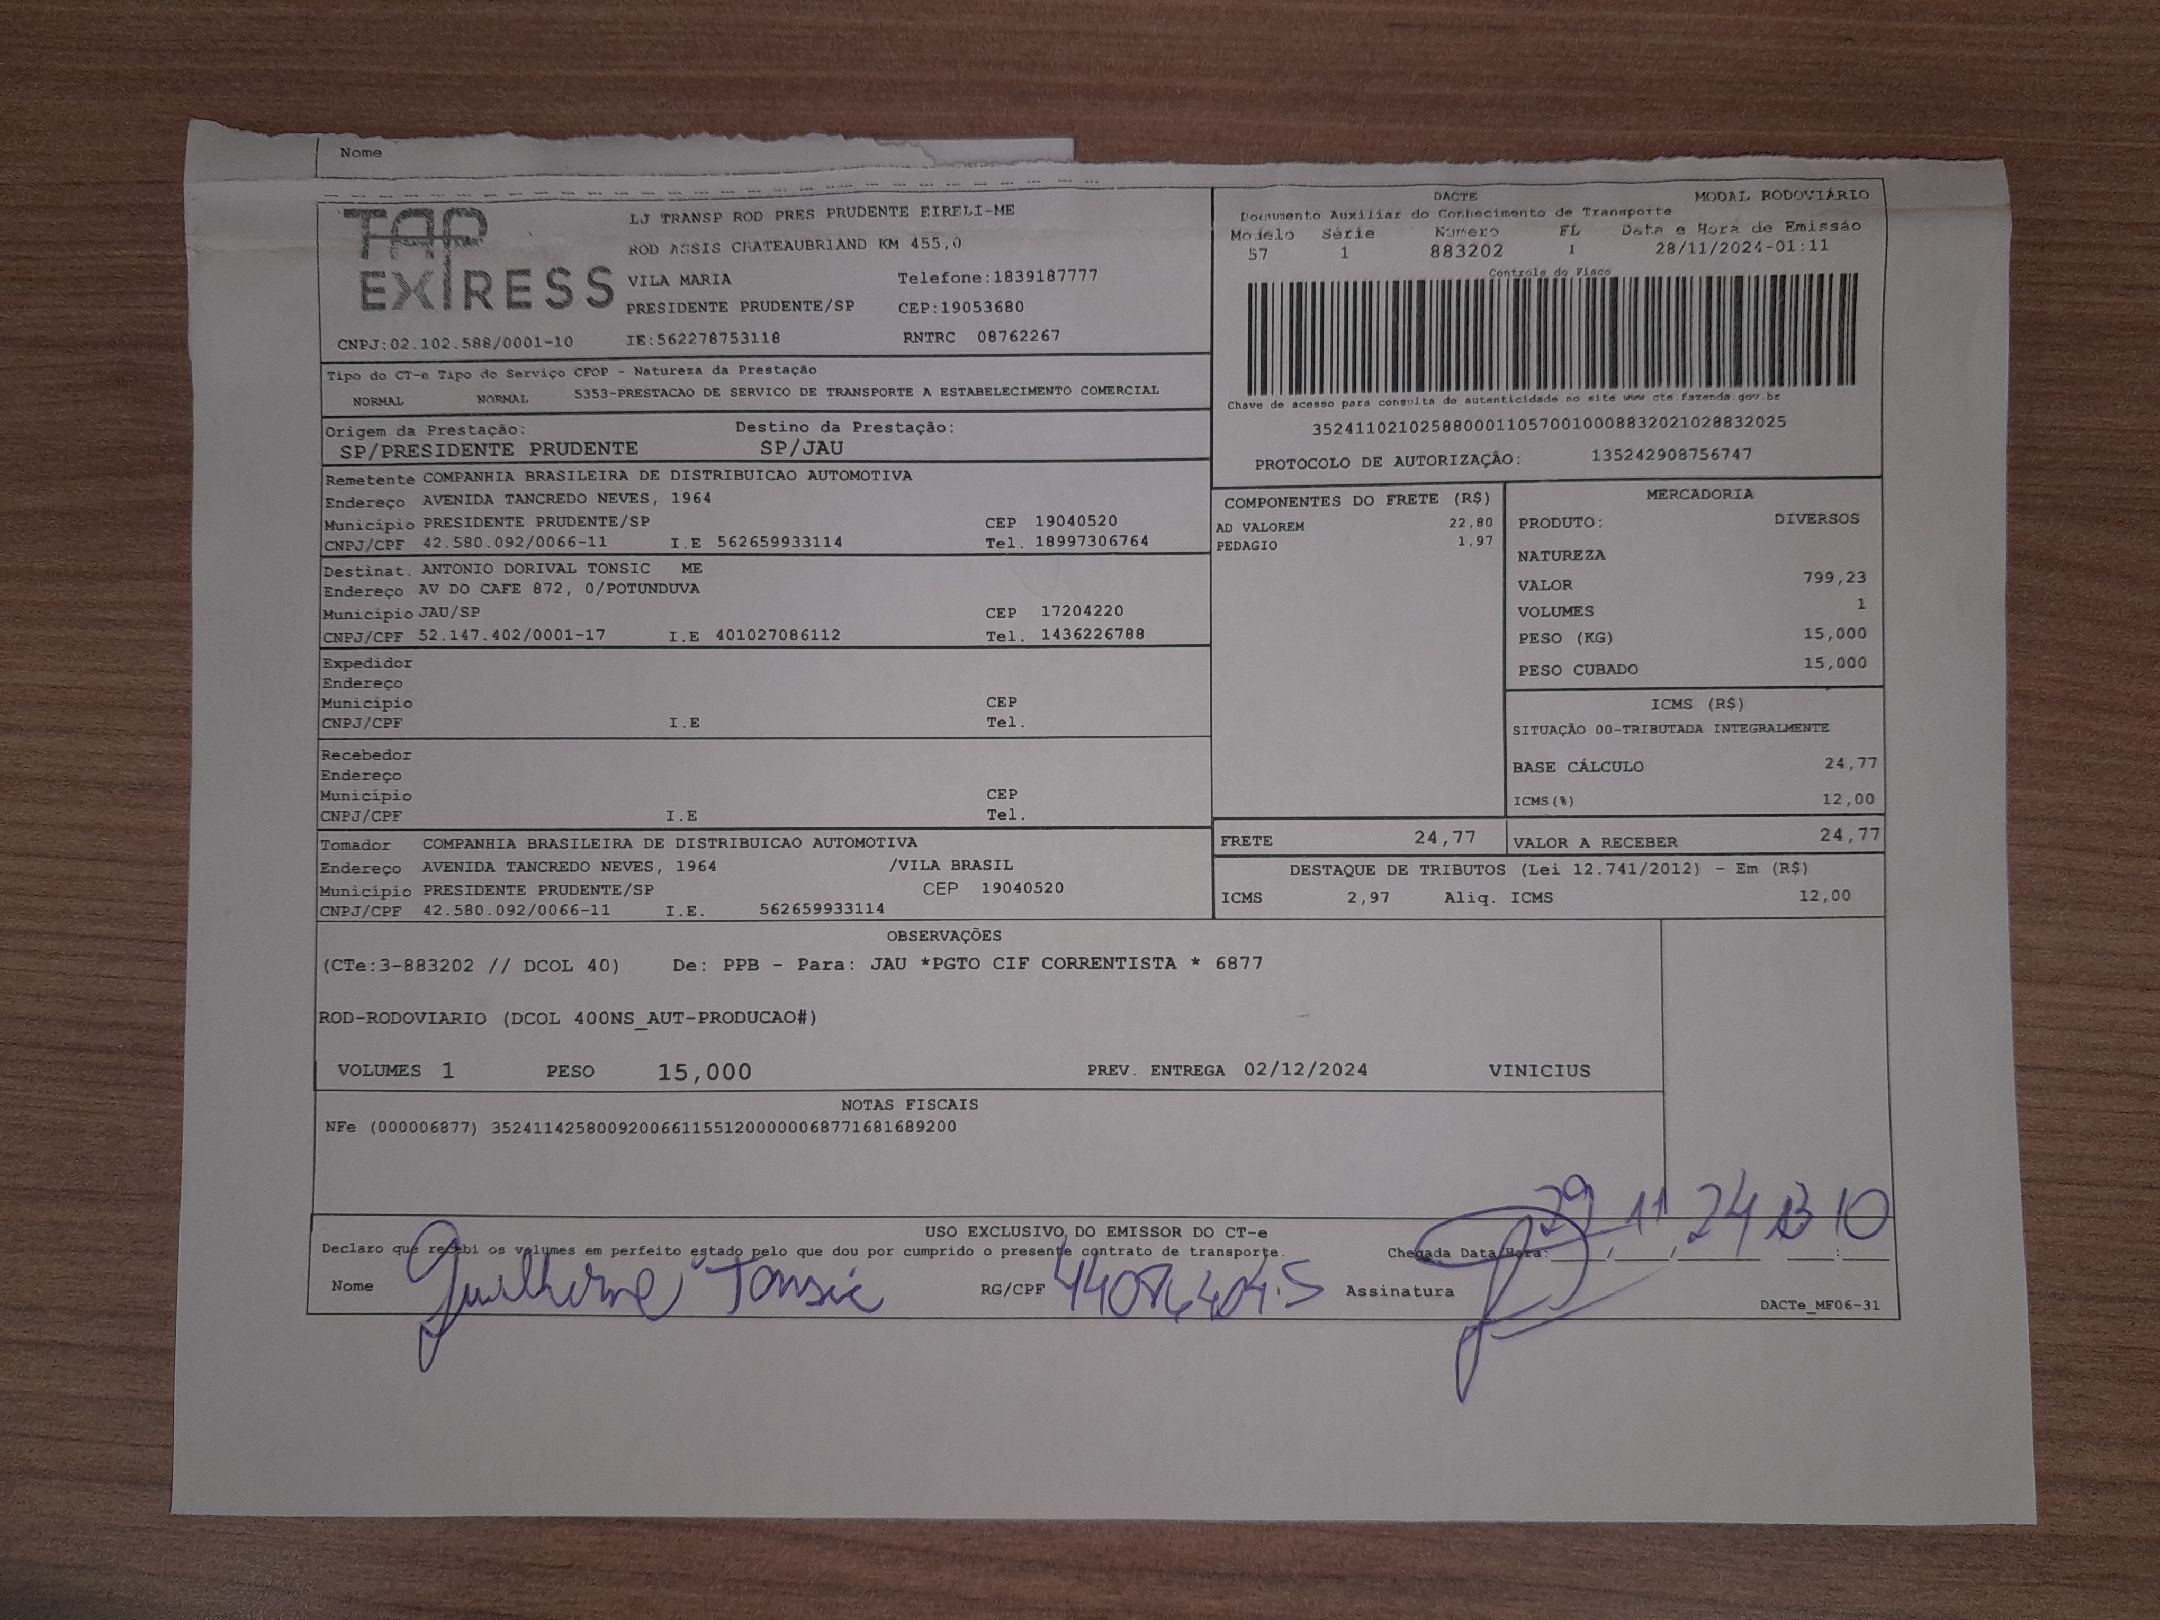 Nome
TAP EXPRESS
LJ TRANSP ROD PRES PRUDENTE EIRELI-ME
ROD ASSIS CHATEAUBRIAND KM 455,0
VILA MARIA Telefone:1839187777
PRESIDENTE PRUDENTE/SP CEP:19053680
CNPJ:02.102.588/0001-10 IE:562278753118 RNTRC 08762267
DACTE MODAL RODOVIÁRIO
Documento Auxiliar do Conhecimento de Transporte
Modelo Série Número FL Data e Hora de Emissão
57 1 883202 1 28/11/2024-01:11
Controle do Fisco
Chave de acesso para consulta de autenticidade no site www cte.fazenda.gov.br
35241102102588000110570010008832021028832025
PROTOCOLO DE AUTORIZAÇÃO: 135242908756747
Tipo do CT-e Tipo do Serviço CFOP - Natureza da Prestação
NORMAL NORMAL 5353-PRESTACAO DE SERVICO DE TRANSPORTE A ESTABELECIMENTO COMERCIAL
Origem da Prestação: Destino da Prestação:
SP/PRESIDENTE PRUDENTE SP/JAU
Remetente COMPANHIA BRASILEIRA DE DISTRIBUICAO AUTOMOTIVA
Endereço AVENIDA TANCREDO NEVES, 1964
Município PRESIDENTE PRUDENTE/SP CEP 19040520
CNPJ/CPF 42.580.092/0066-11 I.E 562659933114 Tel. 18997306764
Destinat. ANTONIO DORIVAL TONSIC ME
Endereço AV DO CAFE 872, 0/POTUNDUVA
Município JAU/SP CEP 17204220
CNPJ/CPF 52.147.402/0001-17 I.E 401027086112 Tel. 1436226788
Expedidor
Endereço
Município CEP
CNPJ/CPF I.E Tel.
Recebedor
Endereço
Município CEP
CNPJ/CPF I.E Tel.
Tomador COMPANHIA BRASILEIRA DE DISTRIBUICAO AUTOMOTIVA
Endereço AVENIDA TANCREDO NEVES, 1964 /VILA BRASIL
Município PRESIDENTE PRUDENTE/SP CEP 19040520
CNPJ/CPF 42.580.092/0066-11 I.E. 562659933114
COMPONENTES DO FRETE (R$)
AD VALOREM 22,80
PEDAGIO 1,97
MERCADORIA
PRODUTO: DIVERSOS
NATUREZA
VALOR 799,23
VOLUMES 1
PESO (KG) 15,000
PESO CUBADO 15,000
ICMS (R$)
SITUAÇÃO 00-TRIBUTADA INTEGRALMENTE
BASE CÁLCULO 24,77
ICMS(%) 12,00
FRETE 24,77 VALOR A RECEBER 24,77
DESTAQUE DE TRIBUTOS (Lei 12.741/2012) - Em (R$)
ICMS 2,97 Aliq. ICMS 12,00
OBSERVAÇÕES
(CTe:3-883202 // DCOL 40) De: PPB - Para: JAU *PGTO CIF CORRENTISTA * 6877
ROD-RODOVIARIO (DCOL 400NS_AUT-PRODUCAO#)
VOLUMES 1 PESO 15,000 PREV. ENTREGA 02/12/2024 VINICIUS
NOTAS FISCAIS
NFe (000006877) 35241142580092006611551200000068771681689200
USO EXCLUSIVO DO EMISSOR DO CT-e
Declaro que recebi os volumes em perfeito estado pelo que dou por cumprido o presente contrato de transporte. Chegada Data/Hora: 29 11 24 13 10
Nome Guilherme Tonsic RG/CPF Assinatura
DACTe_MF06-31